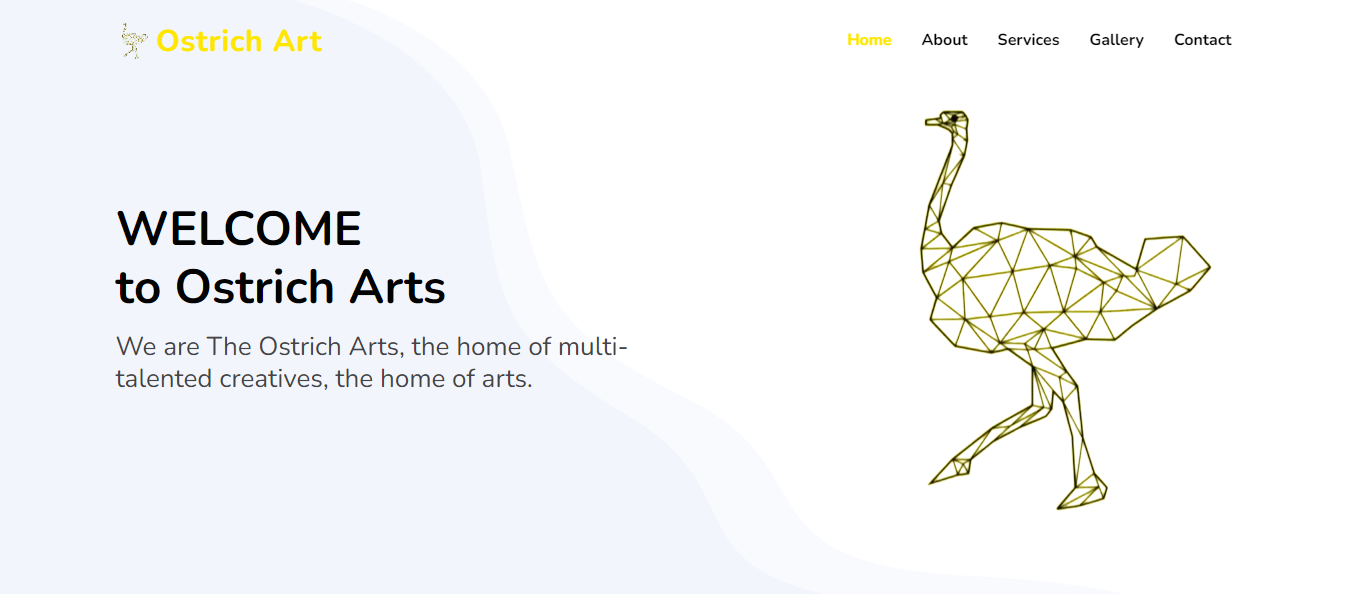 Ostrich Art
Home About Services Gallery Contact
WELCOME
to Ostrich Arts
We are The Ostrich Arts, the home of multi-
talented creatives, the home of arts.